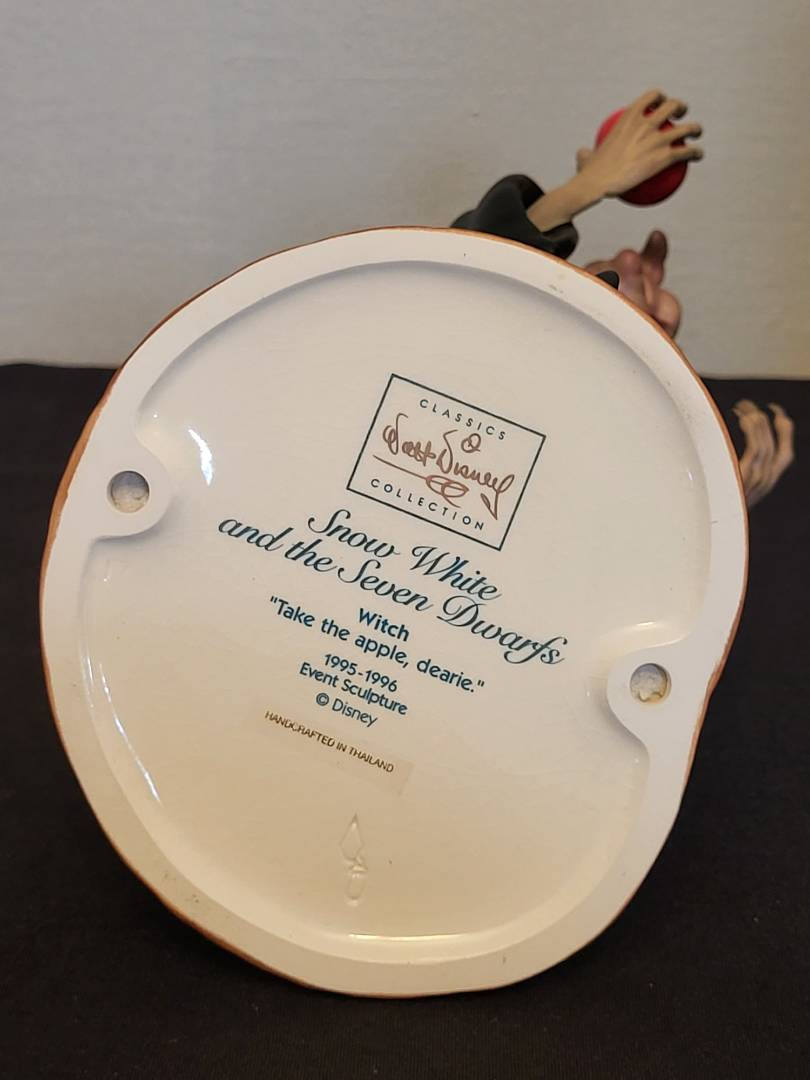 CLASSICS
Walt Disney
COLLECTION
Snow White
and the Seven Dwarfs
Witch
"Take the apple, dearie."
1995-1996
Event Sculpture
© Disney
HANDCRAFTED IN THAILAND